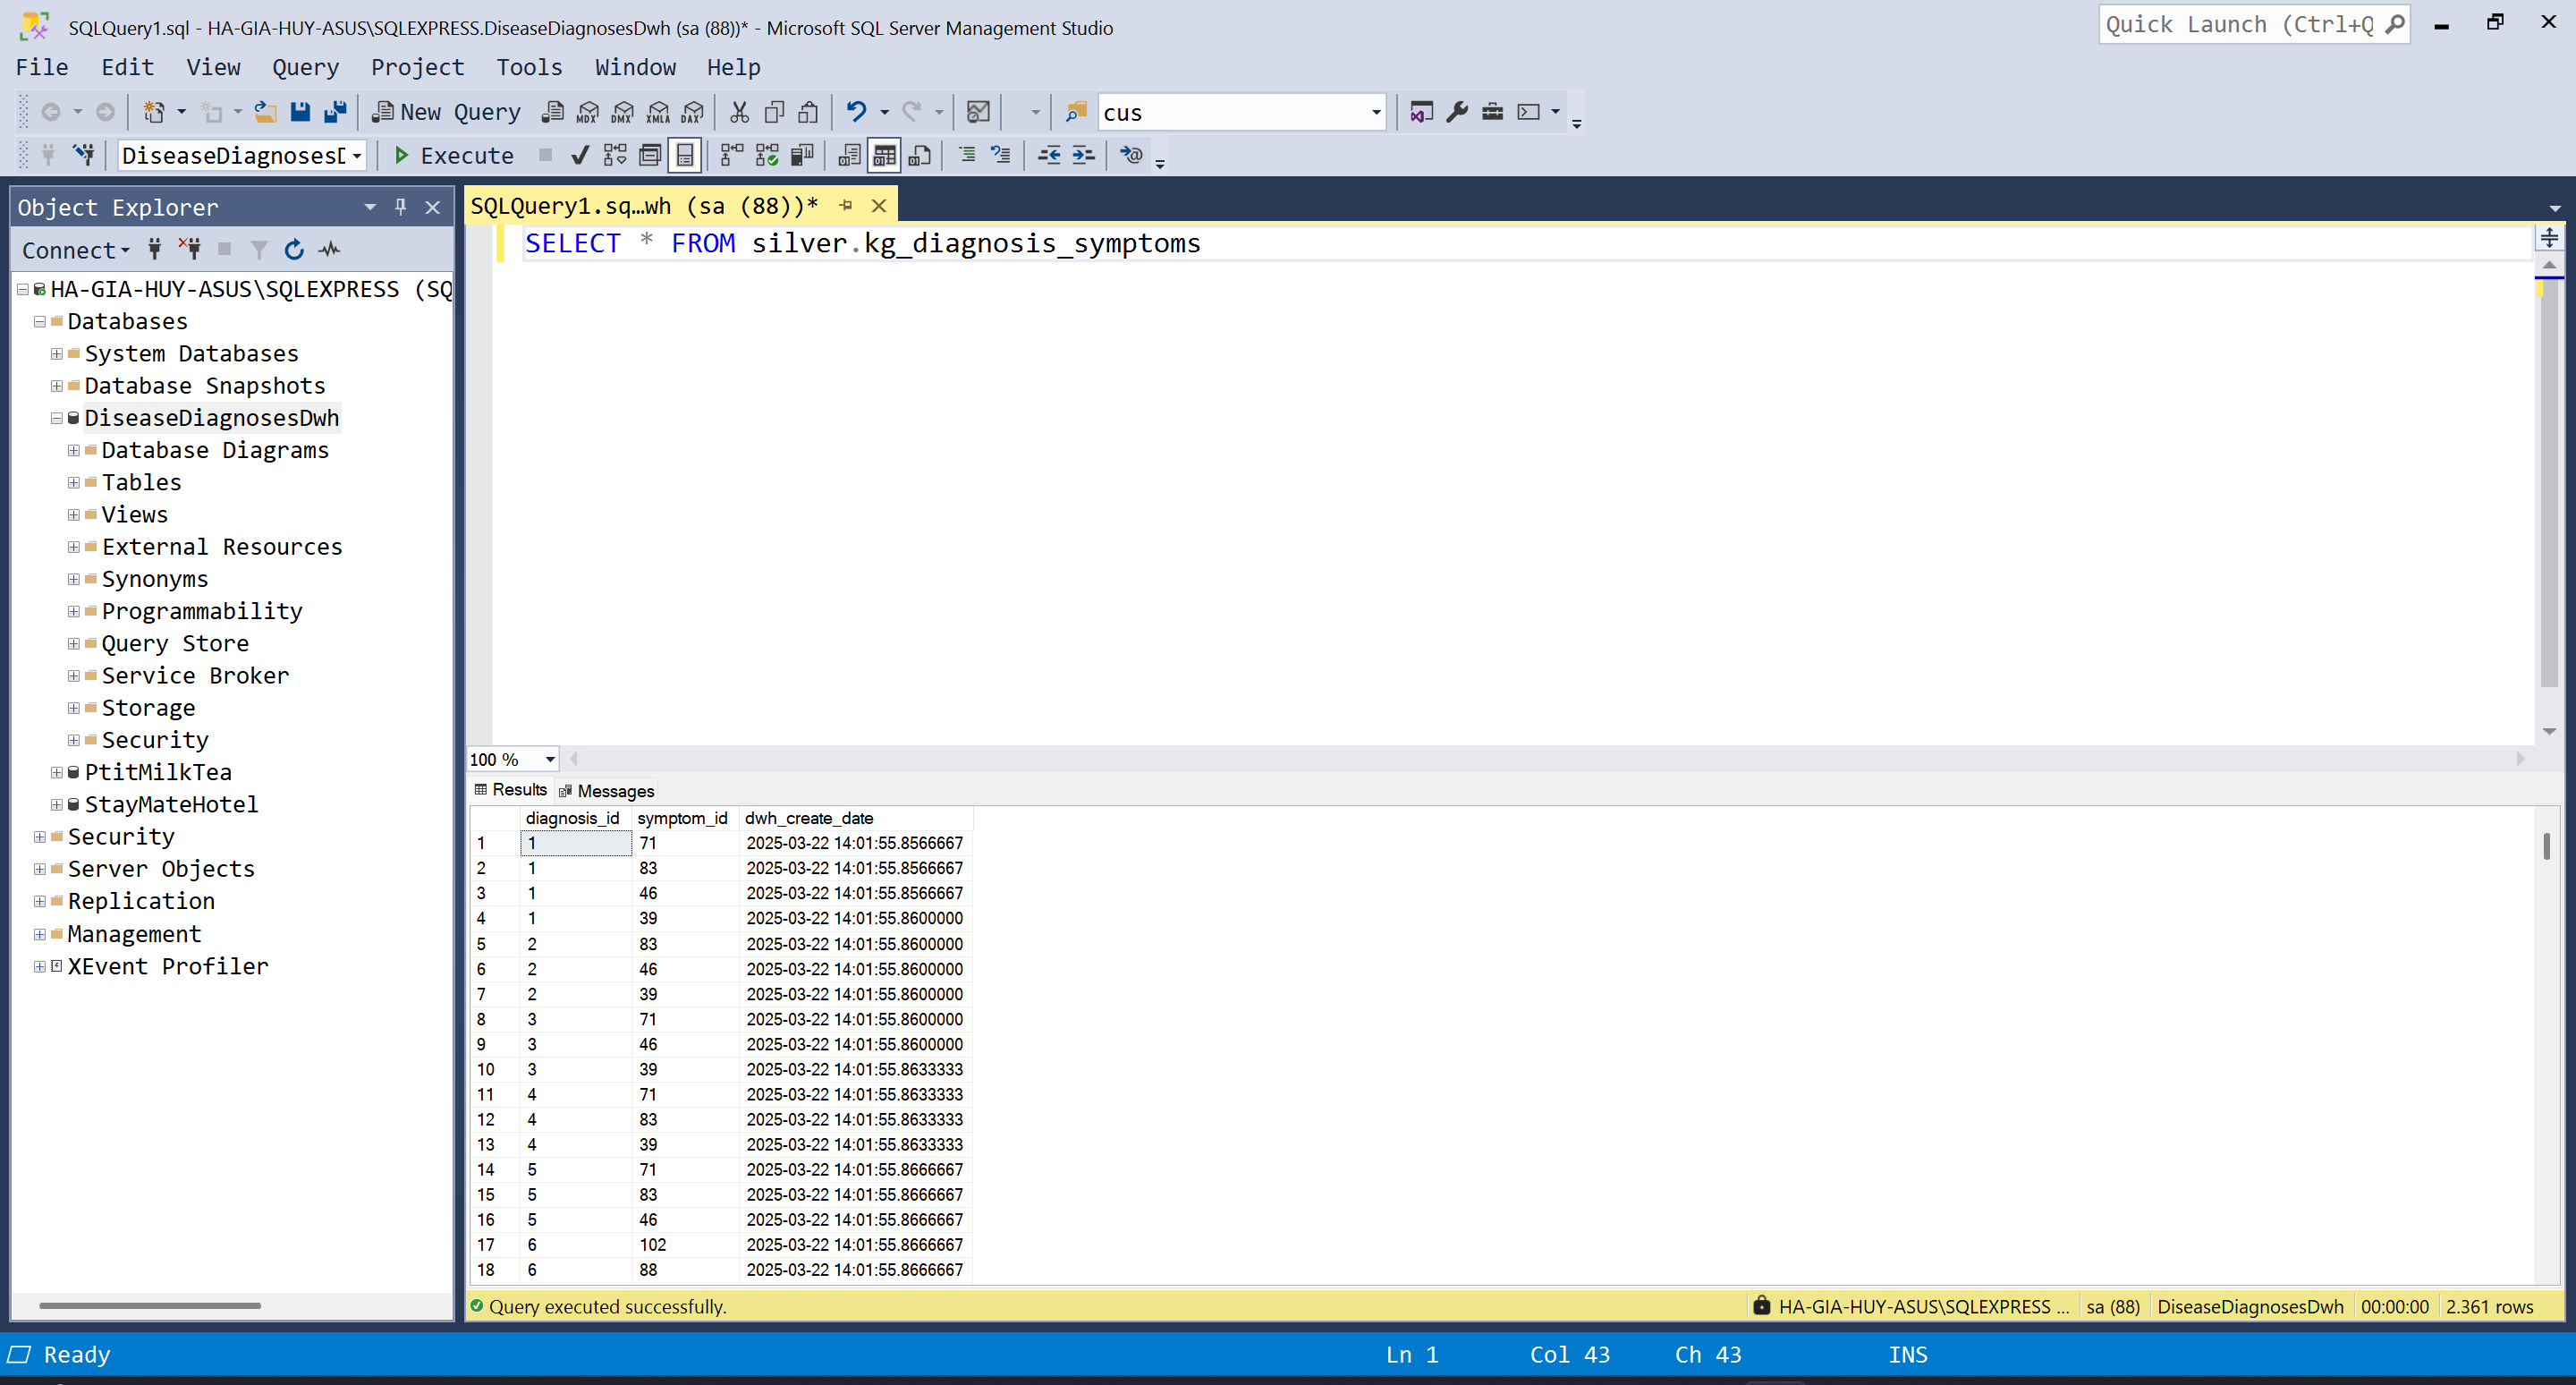 SQLQuery1.sql - HA-GIA-HUY-ASUS\SQLEXPRESS.DiseaseDiagnosesDwh (sa (88))* - Microsoft SQL Server Management Studio
Quick Launch (Ctrl+Q
File Edit View Query Project Tools Window Help
New Query MDX DMX XMLA DAX cus
DiseaseDiagnosesD Execute
Object Explorer
SQLQuery1.sq...wh (sa (88))*
Connect
SELECT * FROM silver.kg_diagnosis_symptoms
HA-GIA-HUY-ASUS\SQLEXPRESS (SQ
Databases
System Databases
Database Snapshots
DiseaseDiagnosesDwh
Database Diagrams
Tables
Views
External Resources
Synonyms
Programmability
Query Store
Service Broker
Storage
Security
PtitMilkTea
StayMateHotel
Security
Server Objects
Replication
Management
XEvent Profiler
100 %
Results Messages
diagnosis_id symptom_id dwh_create_date
1 1 71 2025-03-22 14:01:55.8566667
2 1 83 2025-03-22 14:01:55.8566667
3 1 46 2025-03-22 14:01:55.8566667
4 1 39 2025-03-22 14:01:55.8600000
5 2 83 2025-03-22 14:01:55.8600000
6 2 46 2025-03-22 14:01:55.8600000
7 2 39 2025-03-22 14:01:55.8600000
8 3 71 2025-03-22 14:01:55.8600000
9 3 46 2025-03-22 14:01:55.8600000
10 3 39 2025-03-22 14:01:55.8633333
11 4 71 2025-03-22 14:01:55.8633333
12 4 83 2025-03-22 14:01:55.8633333
13 4 39 2025-03-22 14:01:55.8633333
14 5 71 2025-03-22 14:01:55.8666667
15 5 83 2025-03-22 14:01:55.8666667
16 5 46 2025-03-22 14:01:55.8666667
17 6 102 2025-03-22 14:01:55.8666667
18 6 88 2025-03-22 14:01:55.8666667
Query executed successfully. HA-GIA-HUY-ASUS\SQLEXPRESS ... sa (88) DiseaseDiagnosesDwh 00:00:00 2.361 rows
Ready Ln 1 Col 43 Ch 43 INS